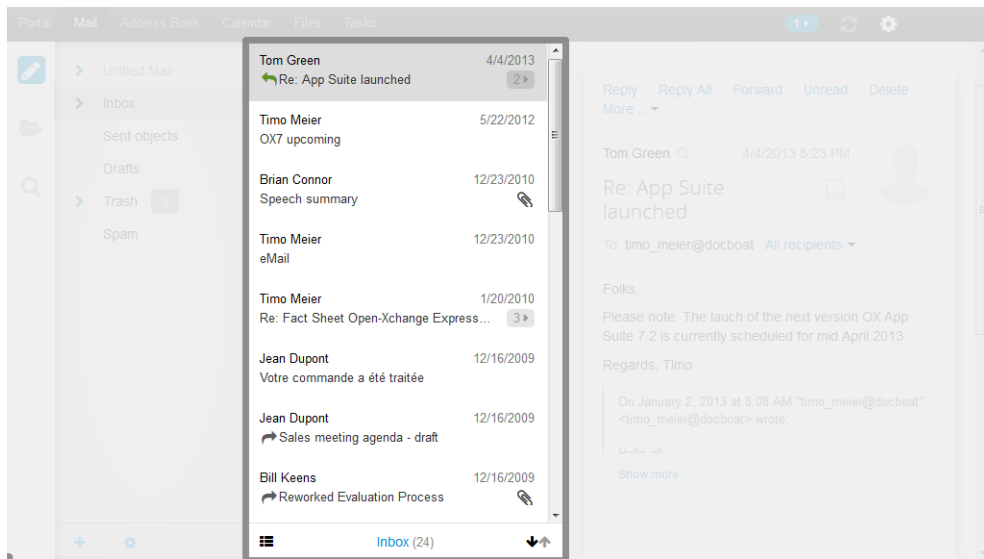 Portal Mail Address Book Calendar Files Tasks 1
Unified Mail
Inbox
Sent objects
Drafts
Trash 2
Spam
Tom Green 4/4/2013
Re: App Suite launched 2
Timo Meier 5/22/2012
OX7 upcoming
Brian Connor 12/23/2010
Speech summary
Timo Meier 12/23/2010
eMail
Timo Meier 1/20/2010
Re: Fact Sheet Open-Xchange Express... 3
Jean Dupont 12/16/2009
Votre commande a été traitée
Jean Dupont 12/16/2009
Sales meeting agenda - draft
Bill Keens 12/16/2009
Reworked Evaluation Process
Inbox (24)
Reply Reply All Forward Unread Delete
More ...
Tom Green 4/4/2013 5:23 PM
Re: App Suite
launched
To timo_meier@docboat All recipients
Folks,
Please note: The lauch of the next version OX App
Suite 7.2 is currently scheduled for mid April 2013.
Regards, Timo
On January 2, 2013 at 8:08 AM "timo_meier@docboat"
<timo_meier@docboat> wrote:
Hello all
Show more